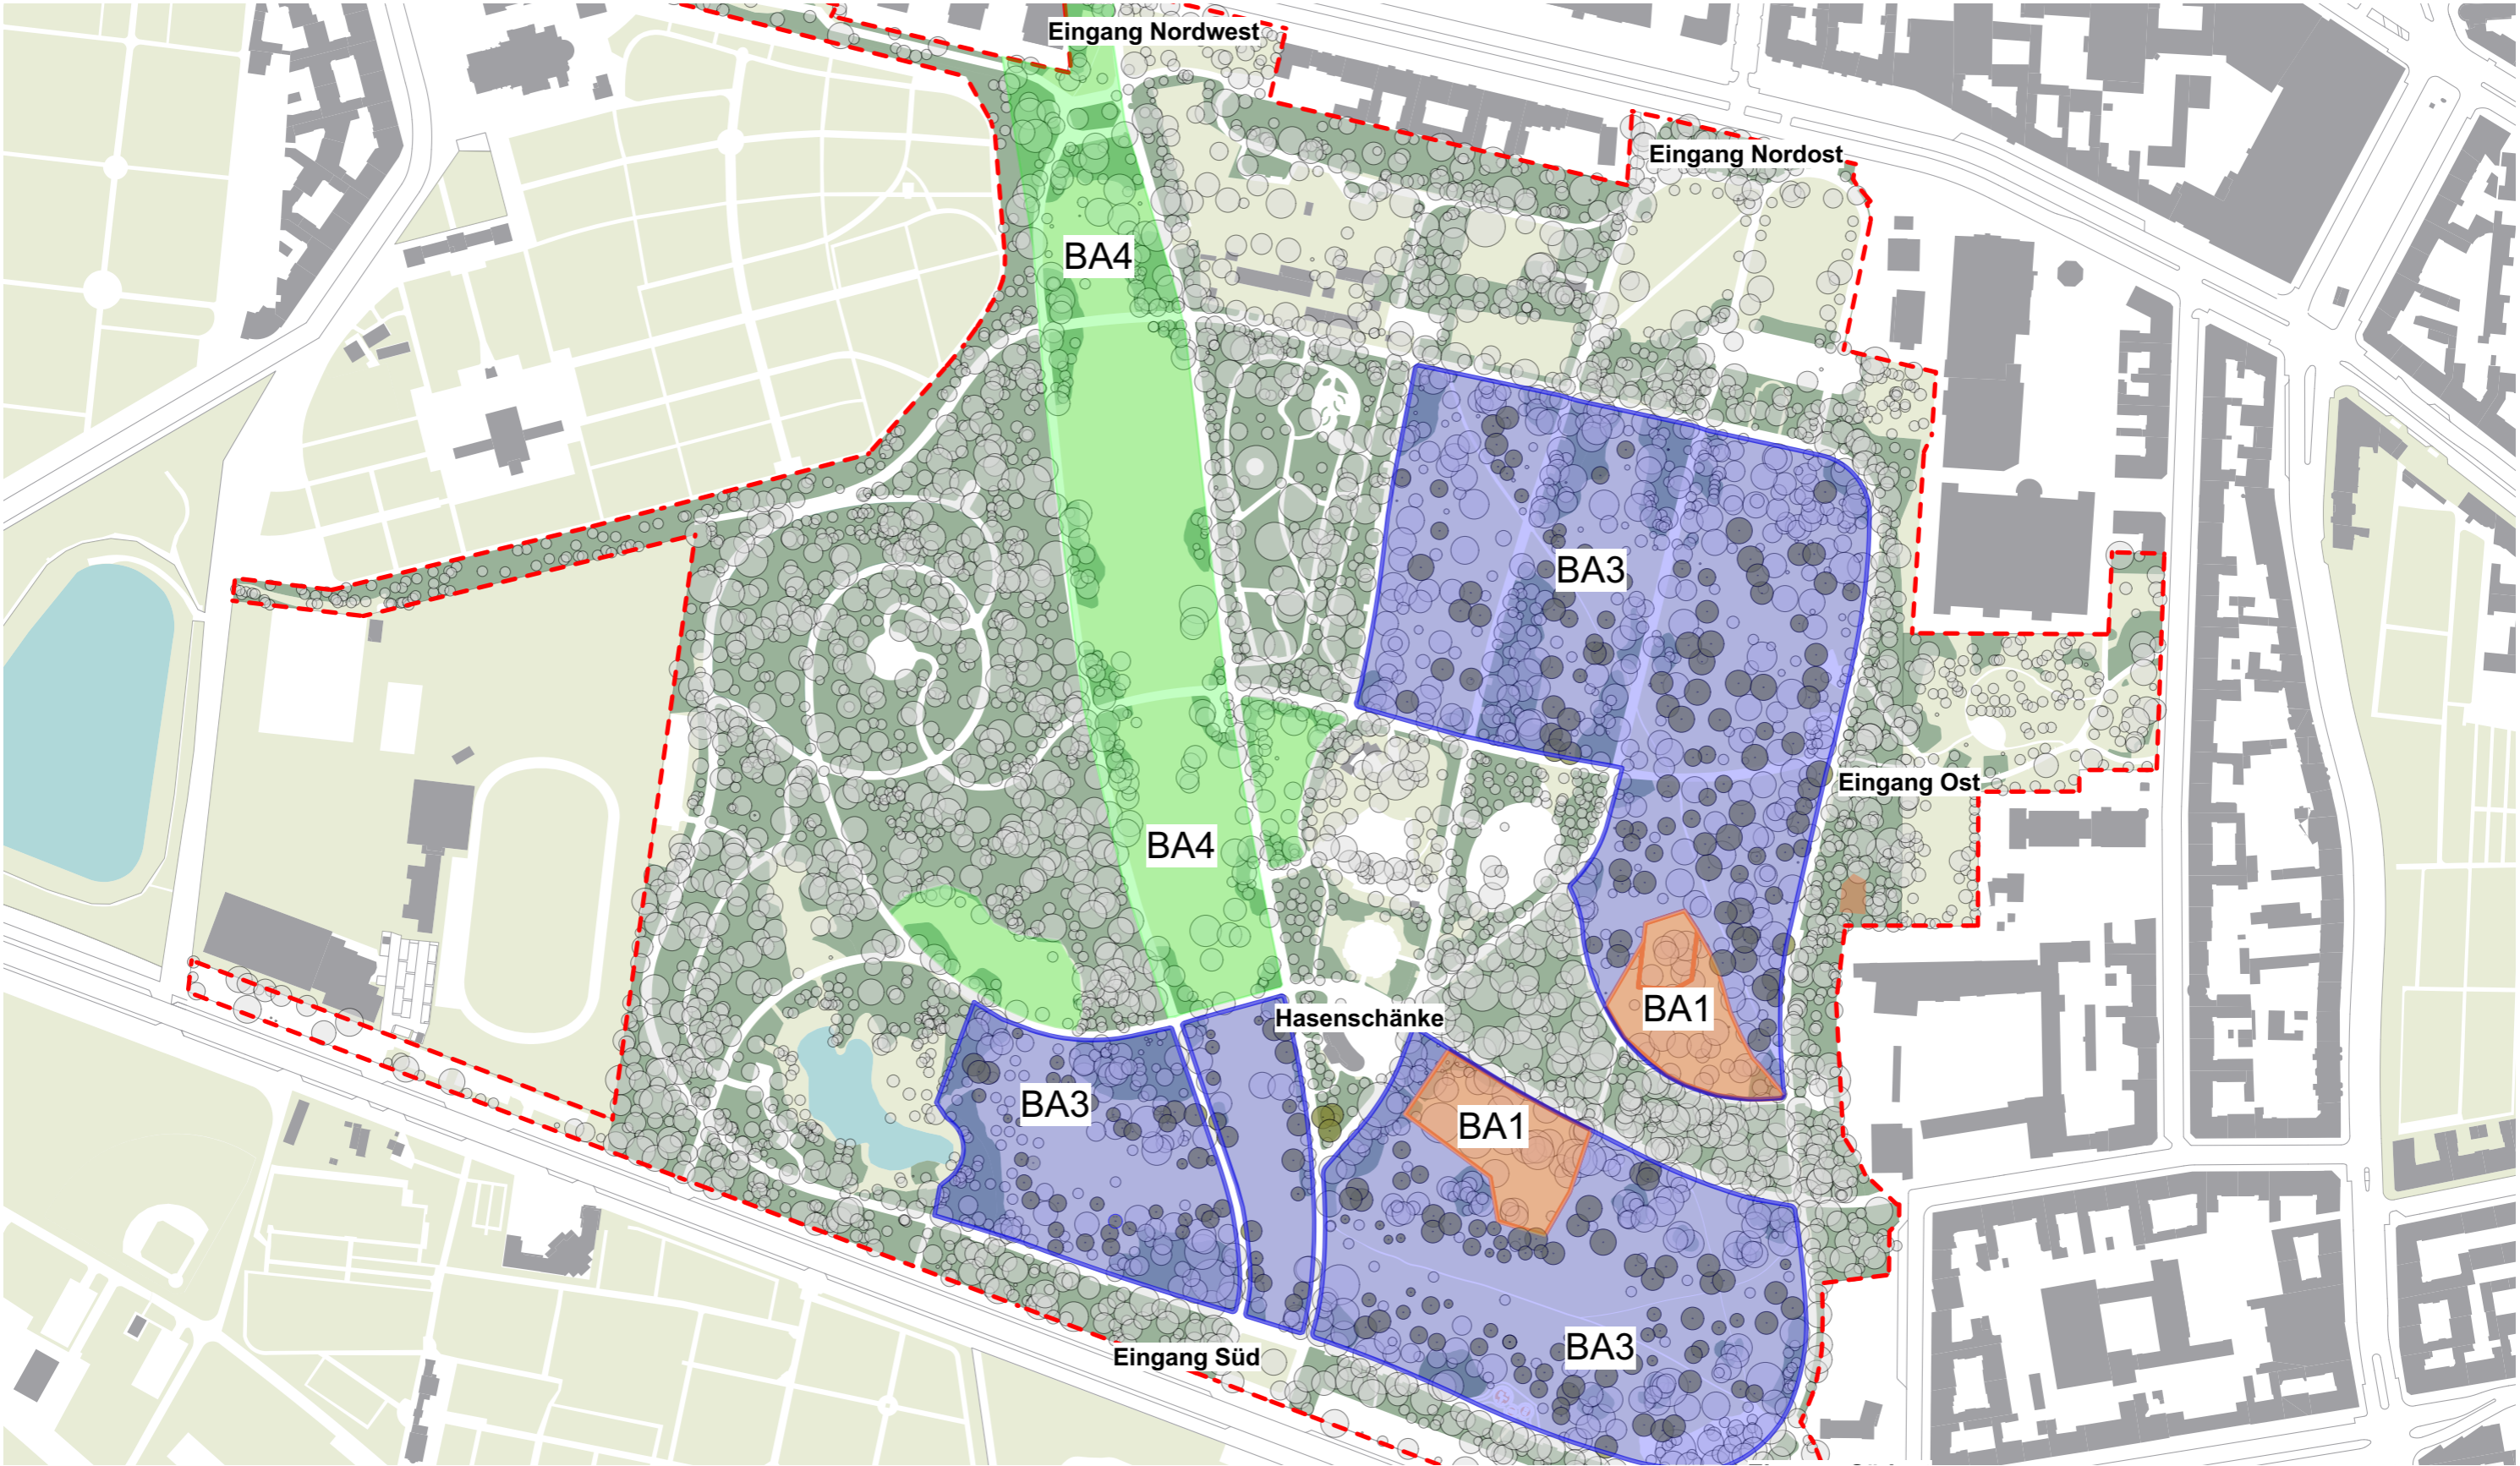 Eingang Nordwest
Eingang Nordost
BA4
BA3
Eingang Ost
BA4
BA1
Hasenschänke
BA3
BA1
BA3
Eingang Süd